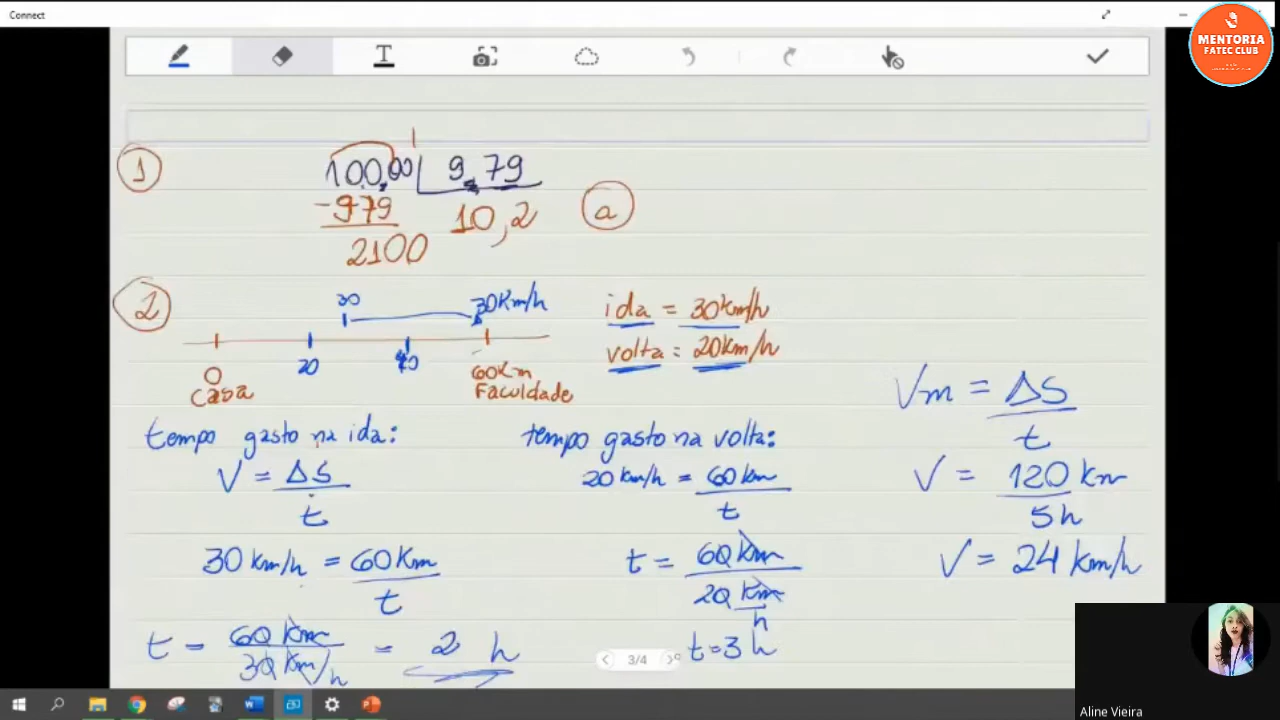 Connect
MENTORIA
FATEC CLUB
T
1
100,00 9,79
-979 10,2 a
2100
2
30 30Km/h ida = 30km/h
volta = 20km/h
0 20 40 60Km
Casa Faculdade
Vm = ΔS
t
tempo gasto na ida: tempo gasto na volta:
V = ΔS 20 km/h = 60 km V = 120 km
t t 5h
30 km/h = 60 Km t = 60 km V = 24 km/h
t 20 km
h
t = 60 Km = 2 h t = 3 h
30 km/h
3/4
Aline Vieira